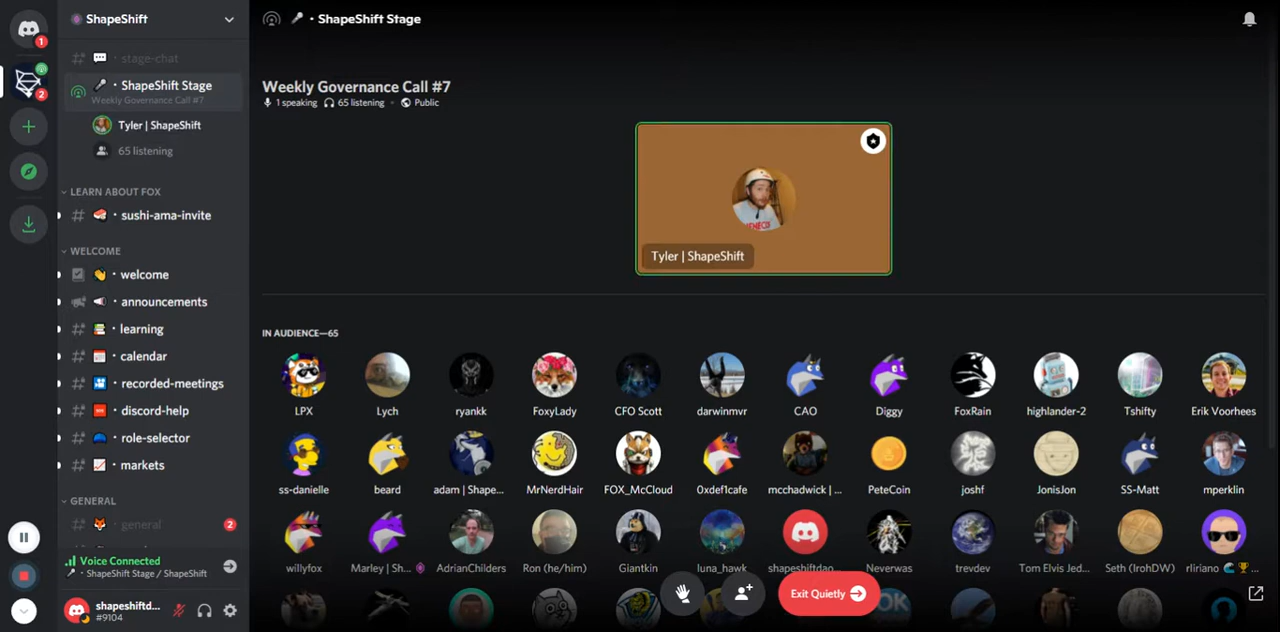 ShapeShift
1
2
stage-chat
ShapeShift Stage
Weekly Governance Call #7
Tyler | ShapeShift
65 listening
LEARN ABOUT FOX
sushi-ama-invite
WELCOME
welcome
announcements
learning
calendar
recorded-meetings
discord-help
role-selector
markets
GENERAL
general 2
Voice Connected
ShapeShift Stage / ShapeShift
shapeshiftd...
#9104
ShapeShift Stage
Weekly Governance Call #7
1 speaking 65 listening • Public
Tyler | ShapeShift
IN AUDIENCE—65
LPX Lych ryankk FoxyLady CFO Scott darwinmvr CAO Diggy FoxRain highlander-2 Tshifty Erik Voorhees
ss-danielle beard adam | Shape... MrNerdHair FOX_McCloud 0xdef1cafe mcchadwick | ... PeteCoin joshf JonisJon SS-Matt mperklin
willyfox Marley | Sh... AdrianChilders Ron (he/him) Giantkin luna_hawk shapeshiftdao... Neverwas trevdev Tom Elvis Jed... Seth (IrohDW) rliriano
Exit Quietly